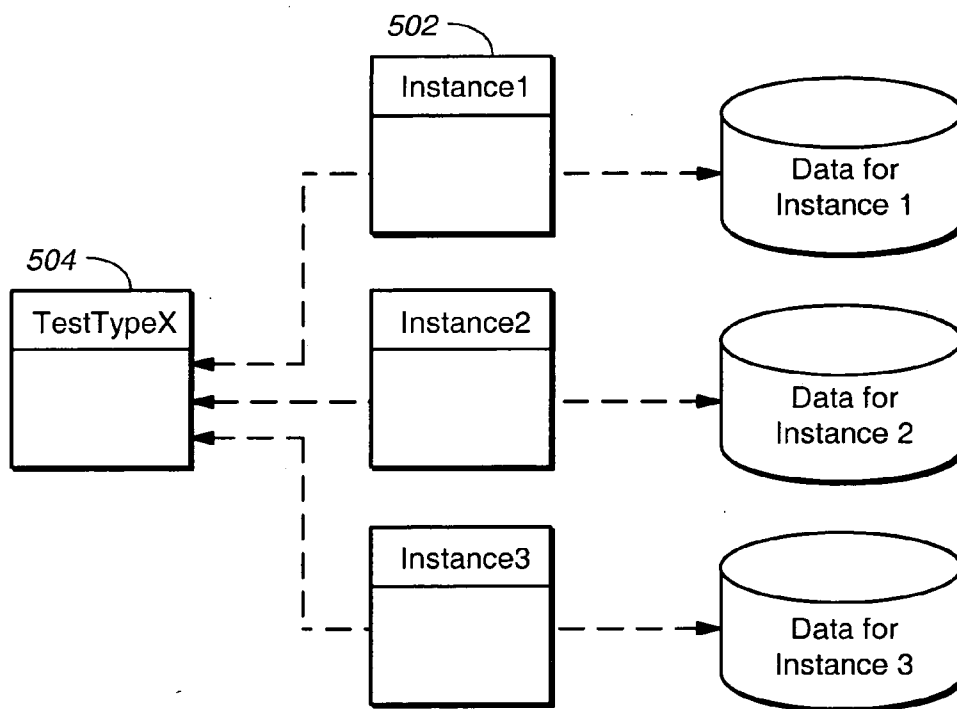 502
Instance1
Data for
Instance 1
504
TestTypeX
Instance2
Data for
Instance 2
Instance3
Data for
Instance 3